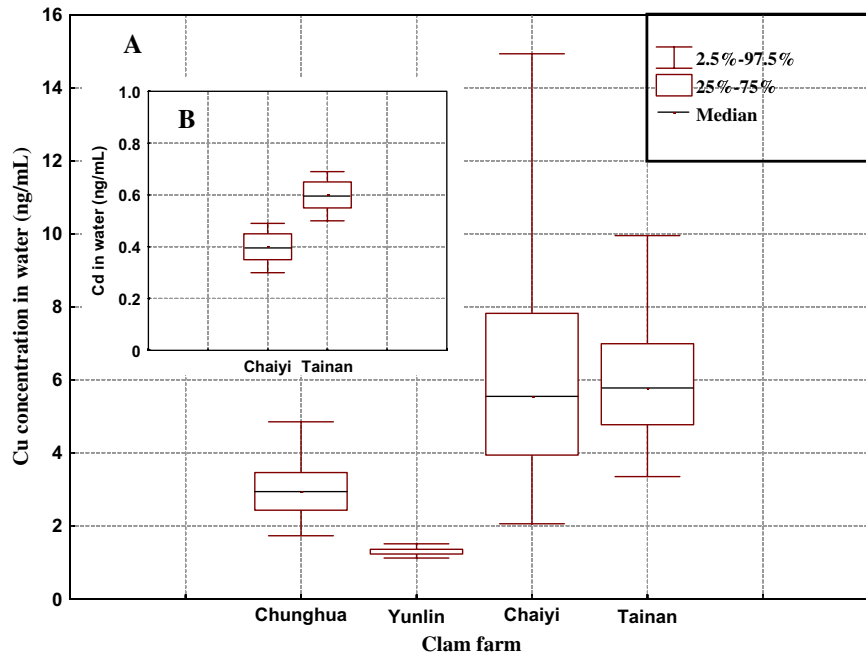 16
14
12
10
8
6
4
2
0
Cu concentration in water (ng/mL)
A
2.5%-97.5%
25%-75%
Median
B
1.0
0.8
0.6
0.4
0.2
0
Cd in water (ng/mL)
Chaiyi Tainan
Chunghua Yunlin Chaiyi Tainan
Clam farm